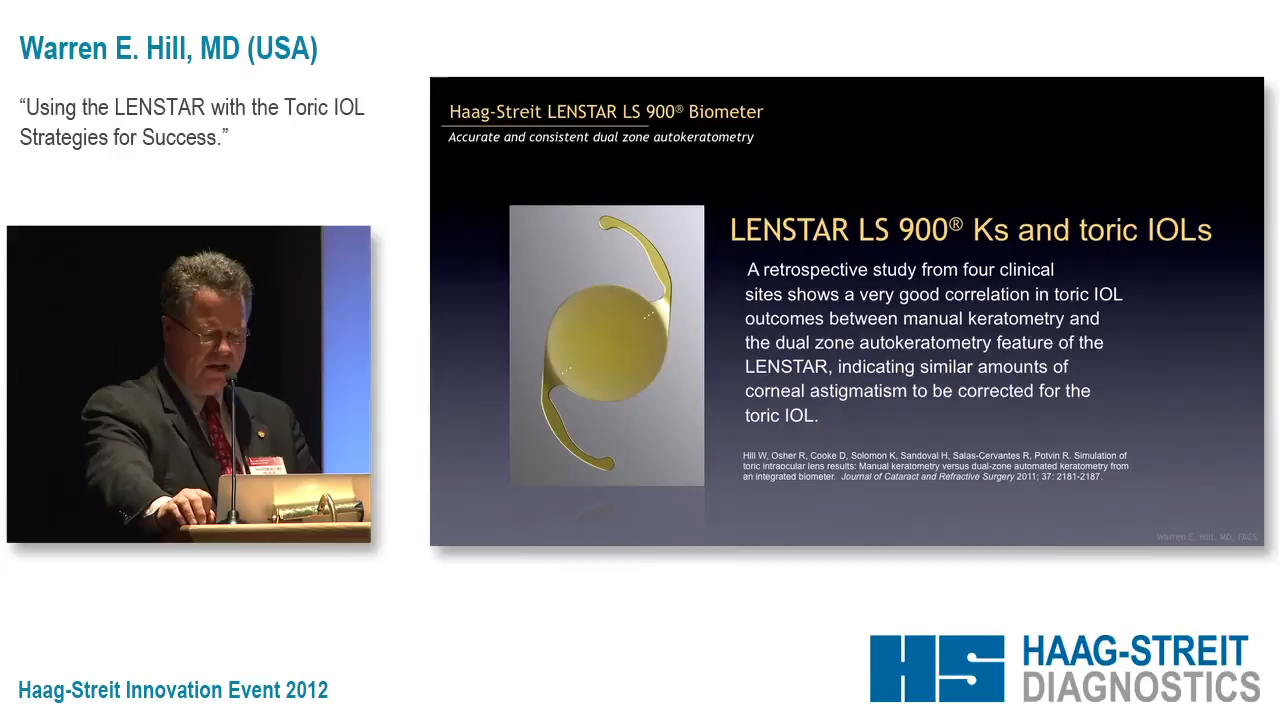 Warren E. Hill, MD (USA)
“Using the LENSTAR with the Toric IOL
Strategies for Success.”
Haag-Streit LENSTAR LS 900® Biometer
Accurate and consistent dual zone autokeratometry
LENSTAR LS 900® Ks and toric IOLs
A retrospective study from four clinical
sites shows a very good correlation in toric IOL
outcomes between manual keratometry and
the dual zone autokeratometry feature of the
LENSTAR, indicating similar amounts of
corneal astigmatism to be corrected for the
toric IOL.
Hill W, Osher R, Cooke D, Solomon K, Sandoval H, Salas-Cervantes R, Potvin R. Simulation of
toric intraocular lens results: Manual keratometry versus dual-zone automated keratometry from
an integrated biometer. Journal of Cataract and Refractive Surgery 2011; 37: 2181-2187.
Warren E. Hill, MD, FACS
Haag-Streit Innovation Event 2012
HS
HAAG-STREIT
DIAGNOSTICS